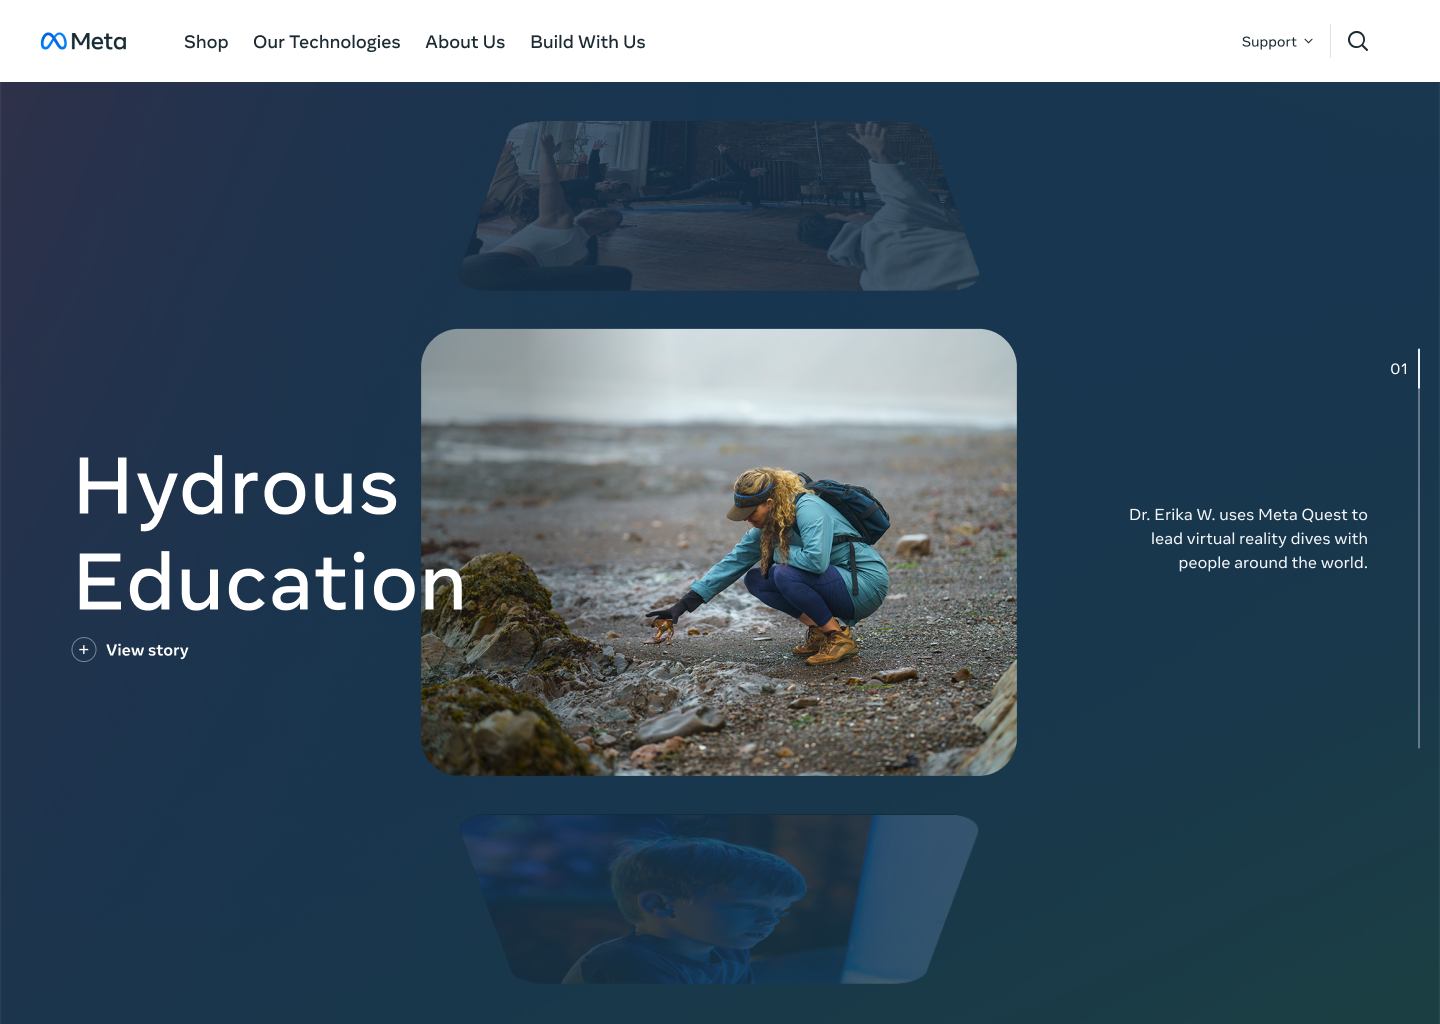 Meta
Shop
Our Technologies
About Us
Build With Us
Support
01
Hydrous
Education
View story
Dr. Erika W. uses Meta Quest to
lead virtual reality dives with
people around the world.